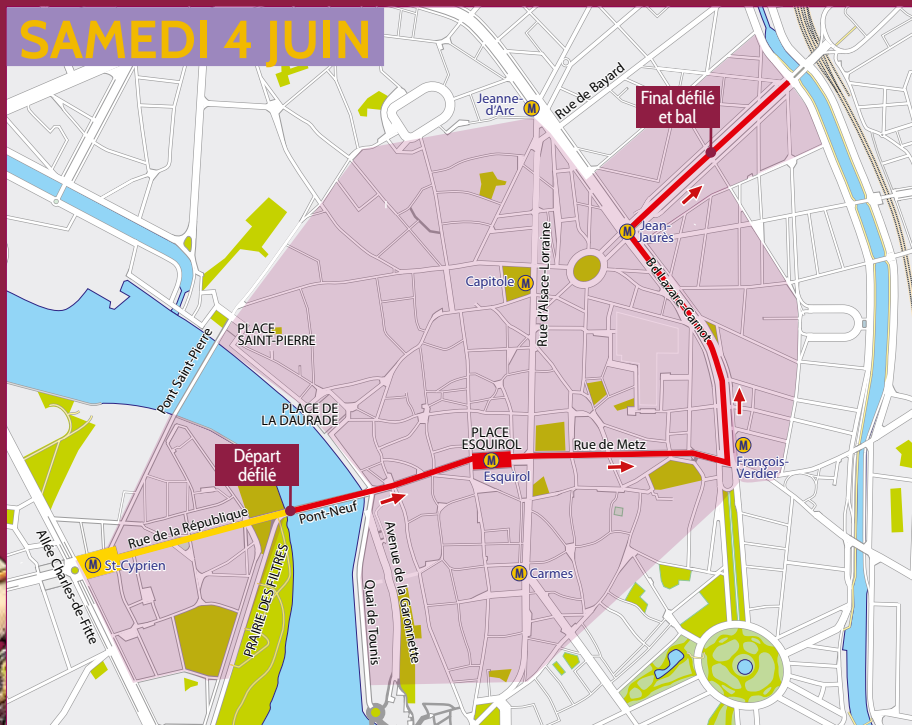 SAMEDI 4 JUIN
Jeanne-
d'Arc
M
Rue de Bayard
Final défilé
et bal
M
Jean-
Jaurès
Capitole
M
Rue d'Alsace-Lorraine
Bd Lazare-Carnot
PLACE
SAINT-PIERRE
Pont Saint-Pierre
PLACE DE
LA DAURADE
PLACE
ESQUIROL
M
Esquirol
Rue de Metz
M
François-
Verdier
Départ
défilé
Pont-Neuf
Rue de la République
M
St-Cyprien
Allée Charles-de-Fitte
PRAIRIE DES FILTRES
Quai de Tounis
Avenue de la Garonnette
M
Carmes